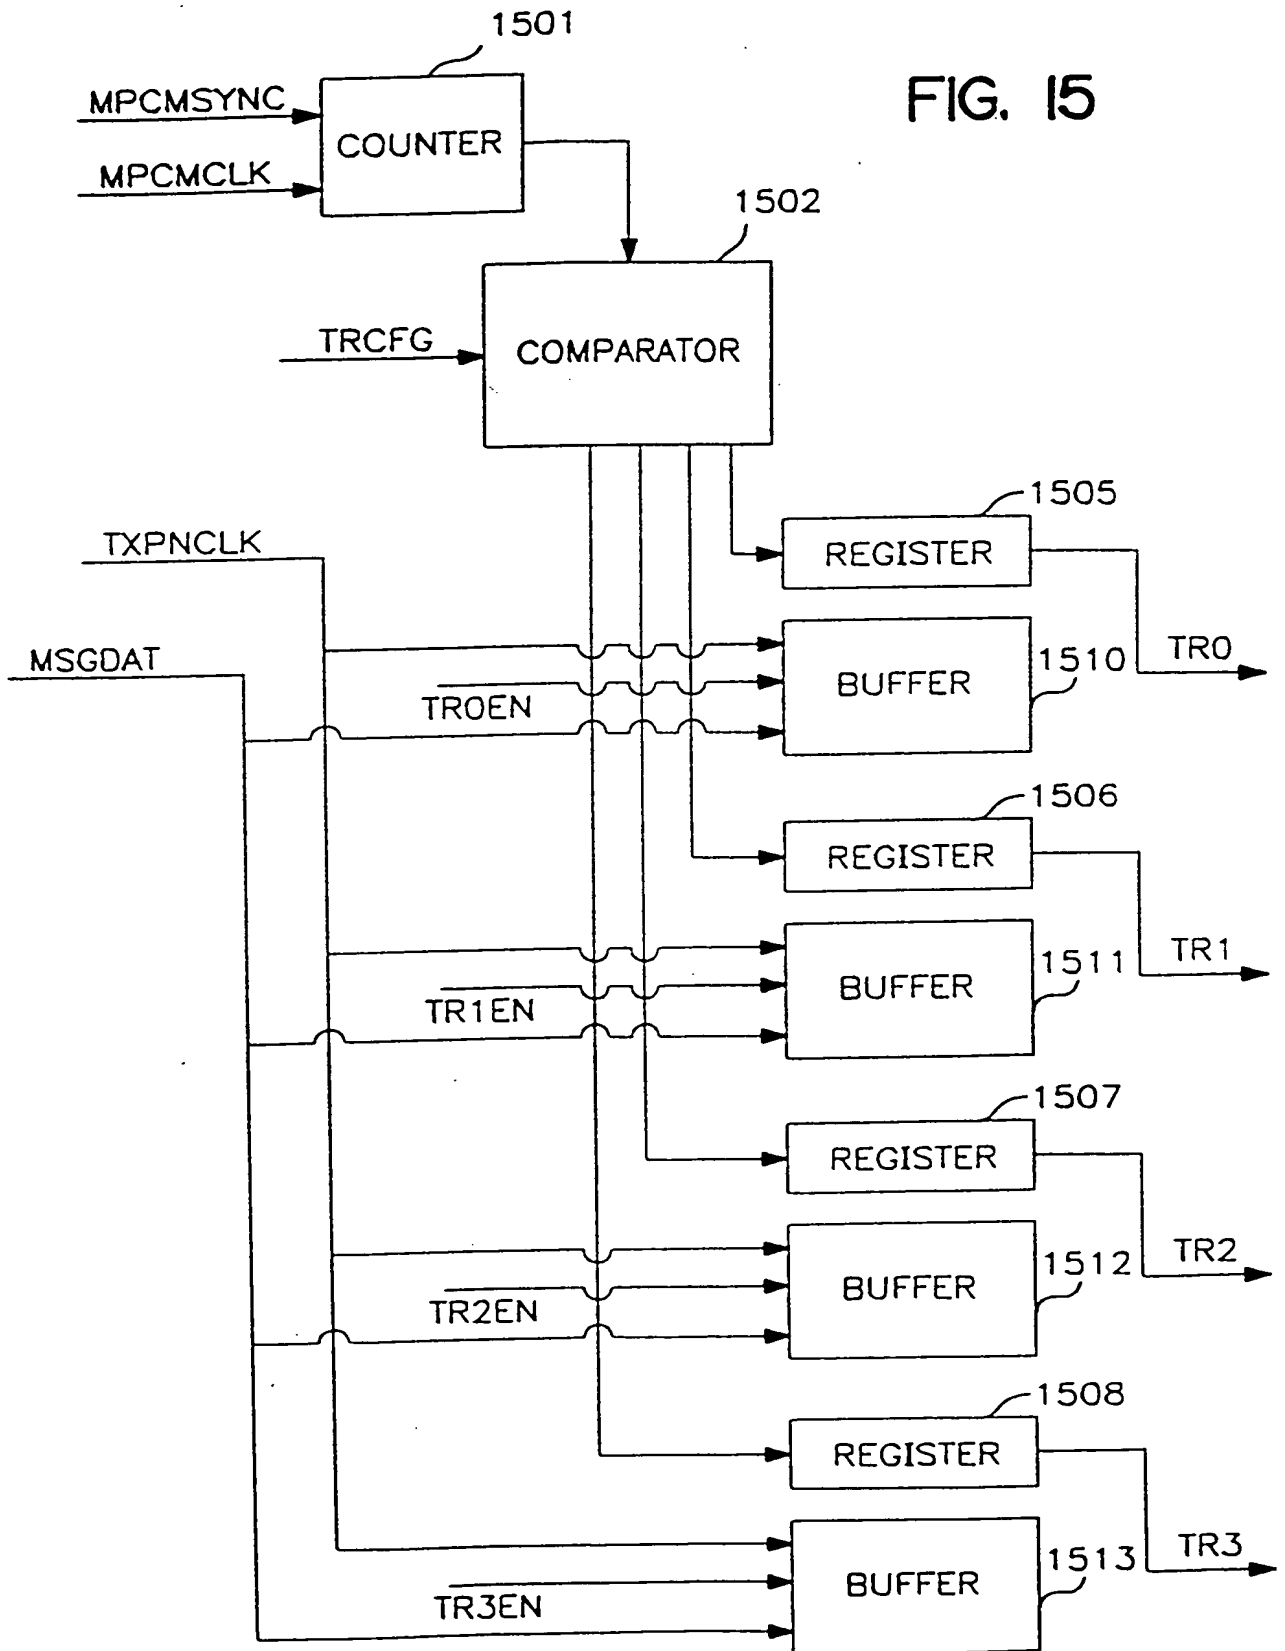 1501
FIG. 15
MPCMSYNC
COUNTER
MPCMCLK
1502
TRCFG
COMPARATOR
1505
TXPNCLK
REGISTER
MSGDAT
TR0
1510
BUFFER
TR0EN
1506
REGISTER
TR1
1511
BUFFER
TR1EN
1507
REGISTER
TR2
1512
BUFFER
TR2EN
1508
REGISTER
TR3
1513
BUFFER
TR3EN